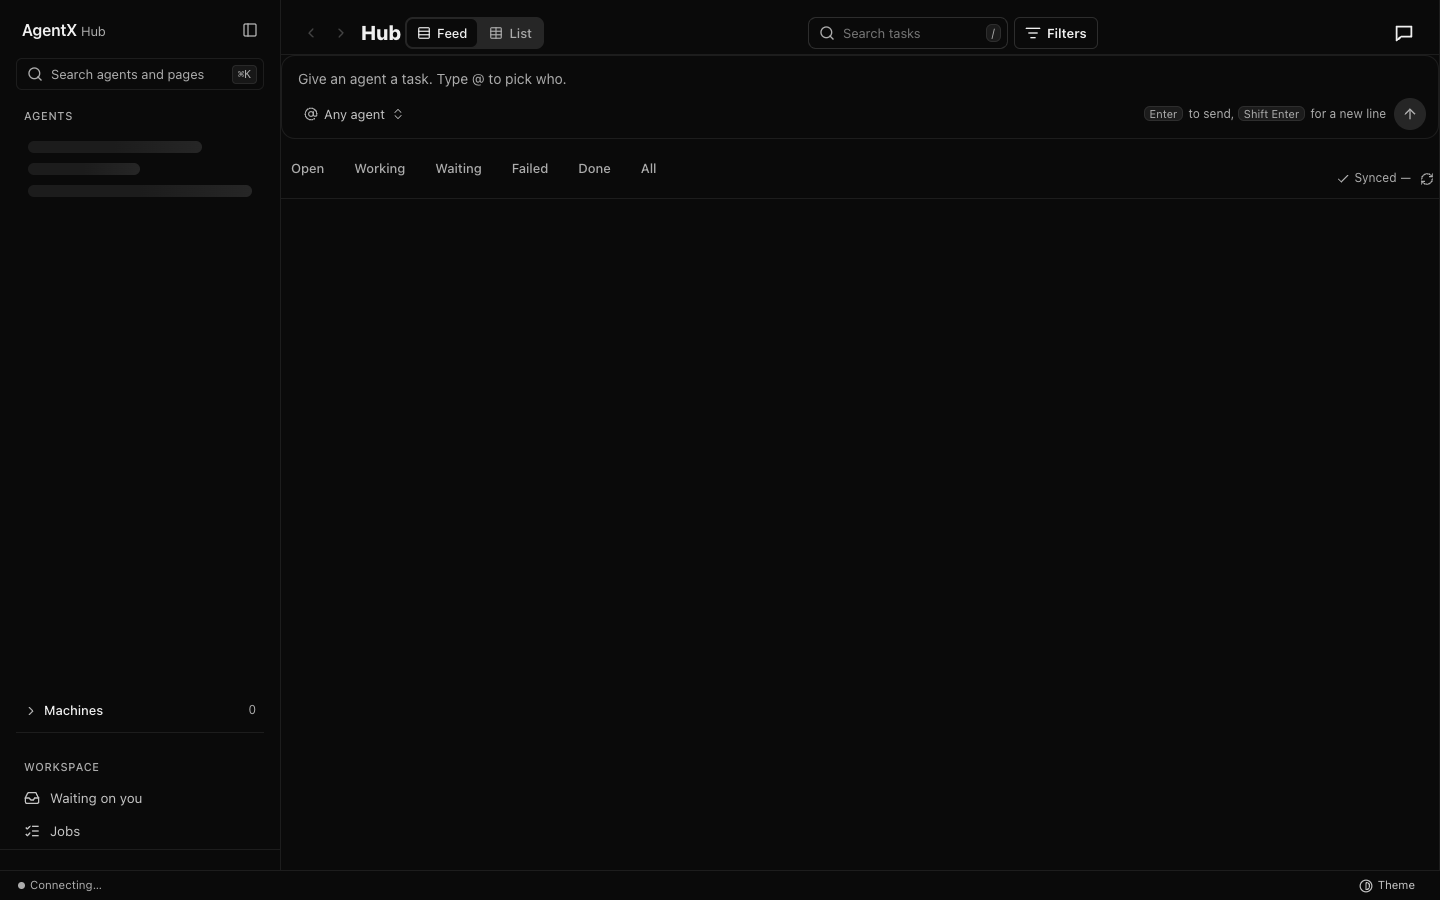 AgentX Hub
Search agents and pages ⌘K
AGENTS
Machines 0
WORKSPACE
Waiting on you
Jobs
Connecting...
Hub Feed List
Search tasks / Filters
Give an agent a task. Type @ to pick who.
@ Any agent
Enter to send, Shift Enter for a new line
Open Working Waiting Failed Done All
Synced —
Theme